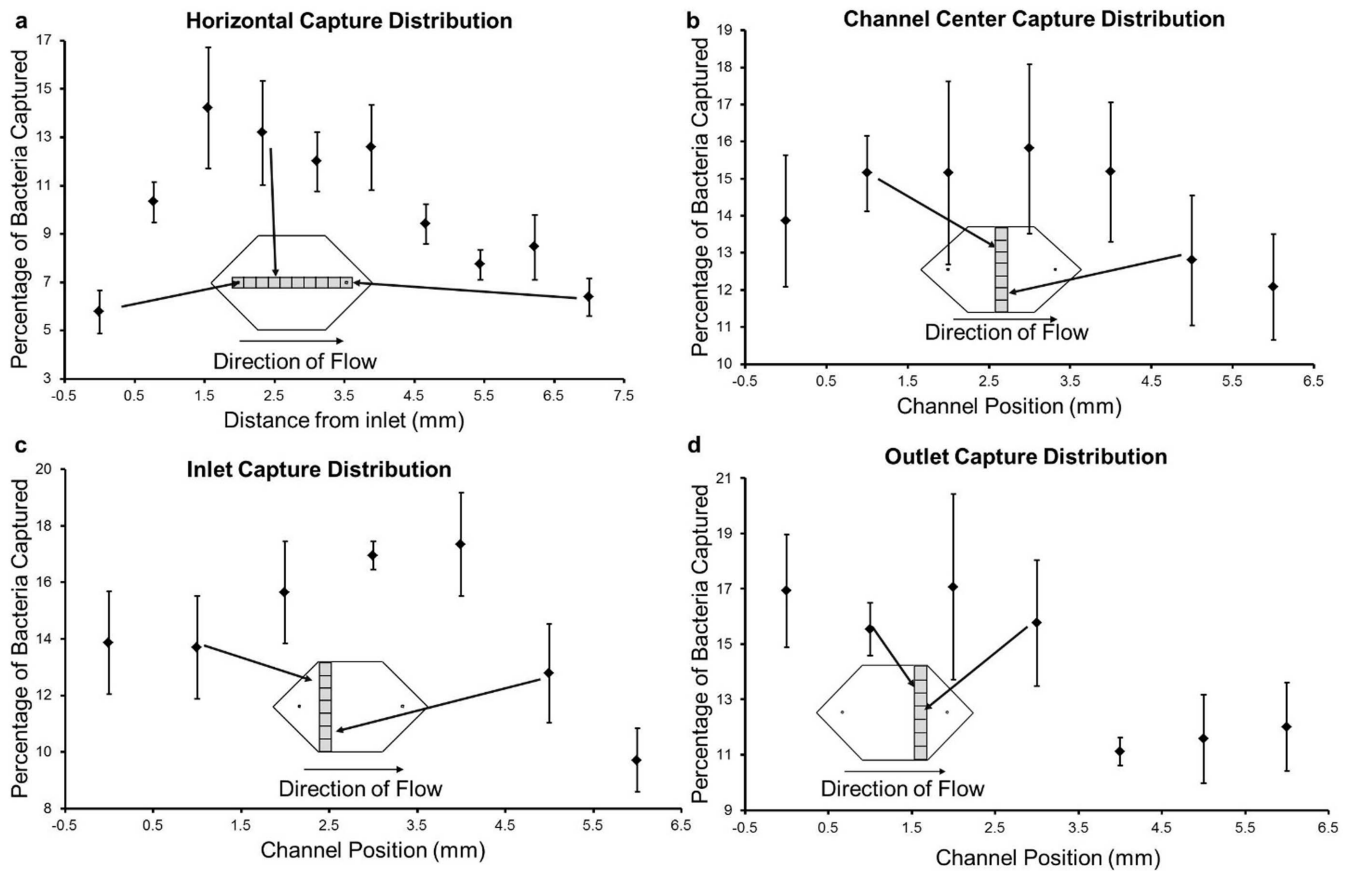 a
Horizontal Capture Distribution
Percentage of Bacteria Captured
17
15
13
11
9
7
5
3
Direction of Flow
-0.5 0.5 1.5 2.5 3.5 4.5 5.5 6.5 7.5
Distance from inlet (mm)
b
Channel Center Capture Distribution
Percentage of Bacteria Captured
19
18
17
16
15
14
13
12
11
10
Direction of Flow
-0.5 0.5 1.5 2.5 3.5 4.5 5.5 6.5
Channel Position (mm)
c
Inlet Capture Distribution
Percentage of Bacteria Captured
20
18
16
14
12
10
8
Direction of Flow
-0.5 0.5 1.5 2.5 3.5 4.5 5.5 6.5
Channel Position (mm)
d
Outlet Capture Distribution
Percentage of Bacteria Captured
21
19
17
15
13
11
9
Direction of Flow
-0.5 0.5 1.5 2.5 3.5 4.5 5.5 6.5
Channel Position (mm)